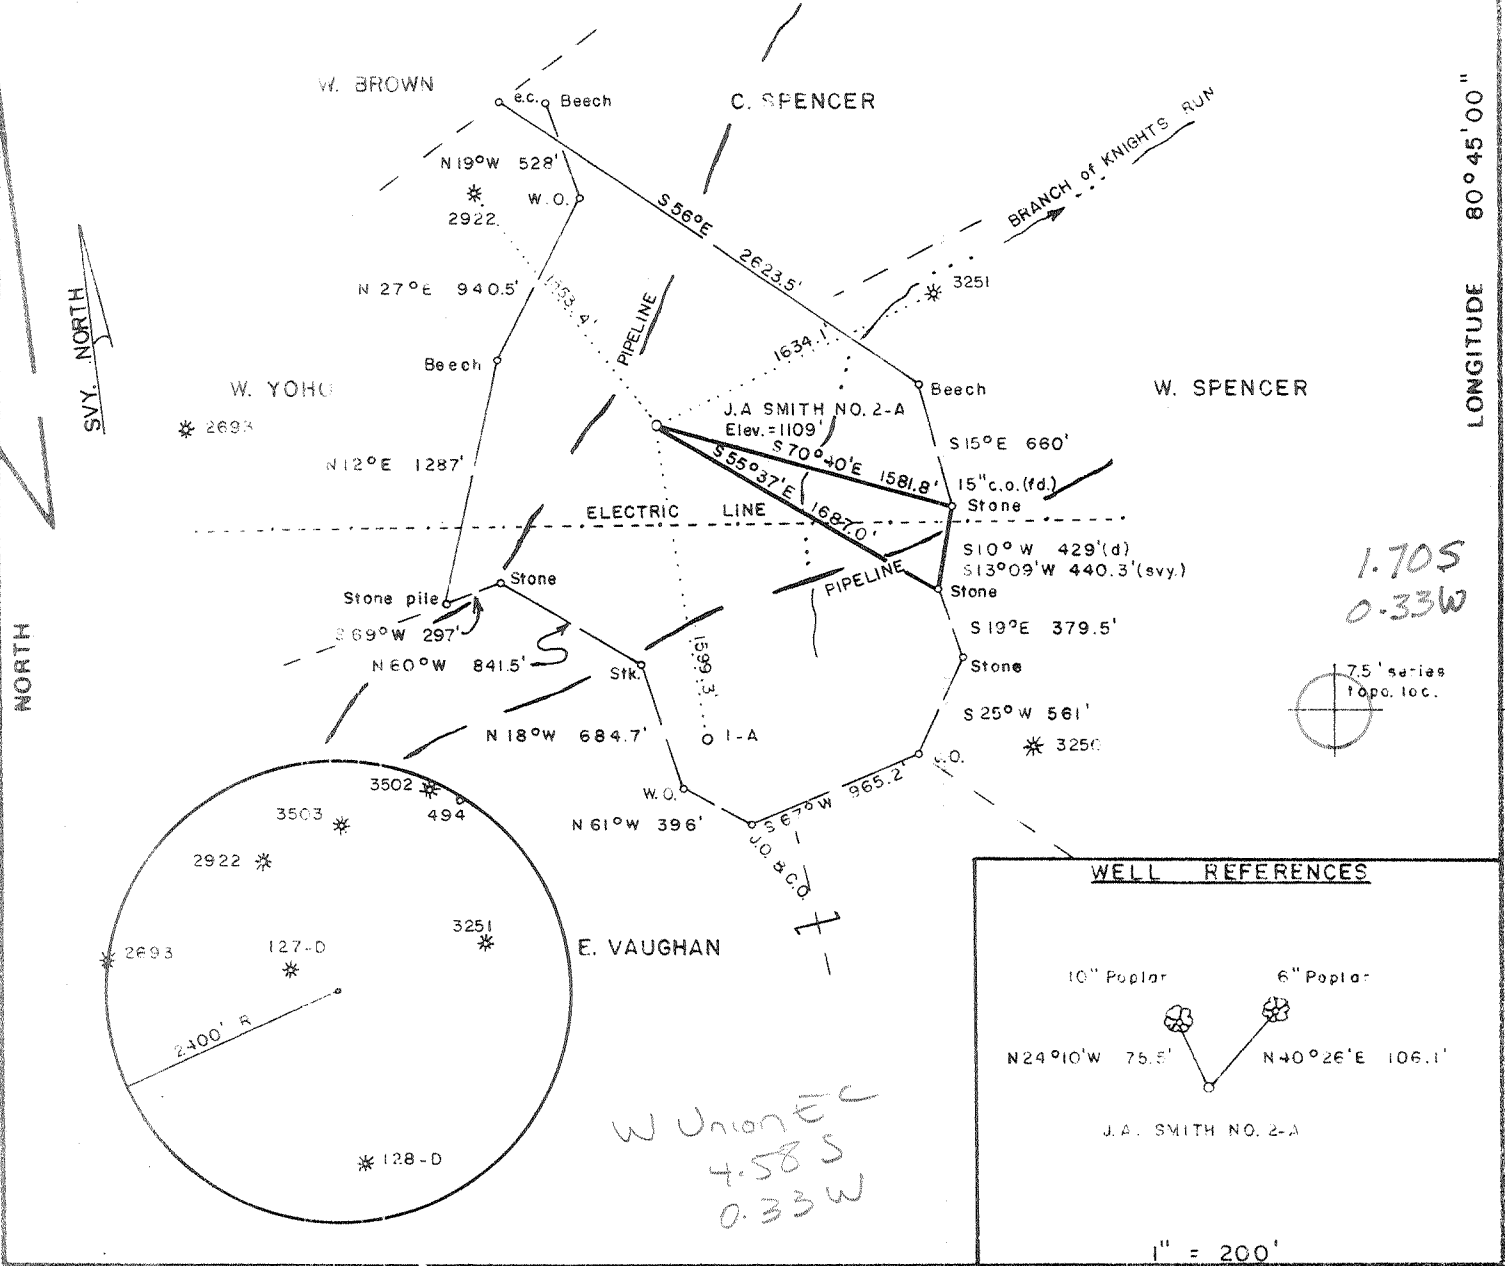 W. BROWN
e.c.
Beech
C. SPENCER
BRANCH of KNIGHTS RUN
LONGITUDE 80°45'00"
N19°W 528'
2922
W.O.
S56°E 2623.5'
N 27°E 940.5'
1353.4'
PIPELINE
3251
1634.1'
SVY. NORTH
Beech
W. YOHO
2693
Beech
W. SPENCER
J.A SMITH NO. 2-A
Elev.=1109'
S15°E 660'
N12°E 1287'
S70°40'E 1581.8'
S55°37'E 1687.0'
15"c.o.(fd.)
Stone
ELECTRIC LINE
S10°W 429'(d)
S13°09'W 440.3'(svy.)
1.70S
0.33W
PIPELINE
Stone
Stone
Stone pile
S69°W 297'
N60°W 841.5'
Stk.
1599.3'
S19°E 379.5'
Stone
NORTH
7.5' series
topo. loc.
S25°W 561'
3250
N18°W 684.7'
1-A
W.O.
S67°W 965.2'
N61°W 396'
J.O. & C.O.
3502
494
3503
2922
2693
127-D
3251
2400' R
128-D
E. VAUGHAN
W Union EC
4.58 S
0.33 W
WELL REFERENCES
10" Poplar
6" Poplar
N24°10'W 75.5'
N40°26'E 106.1'
J.A. SMITH NO. 2-A
1" = 200'